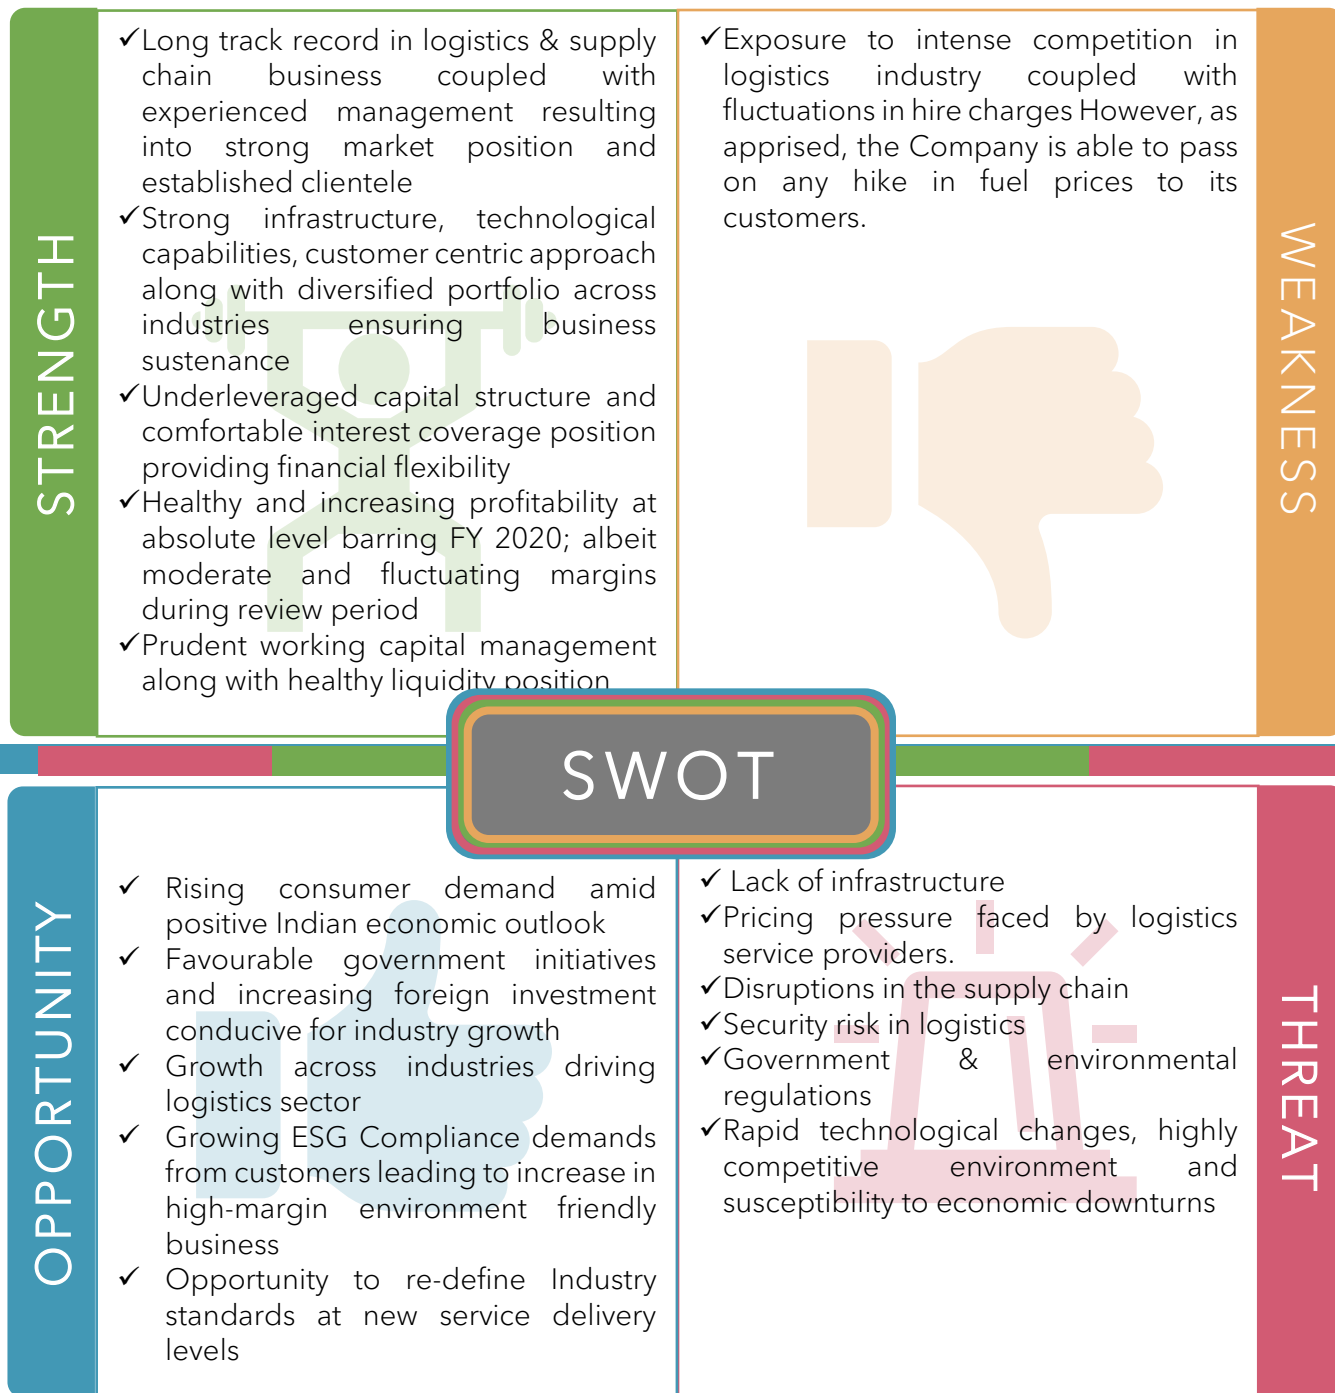 STRENGTH
✓Long track record in logistics & supply
chain business coupled with
experienced management resulting
into strong market position and
established clientele
✓Strong infrastructure, technological
capabilities, customer centric approach
along with diversified portfolio across
industries ensuring business
sustenance
✓Underleveraged capital structure and
comfortable interest coverage position
providing financial flexibility
✓Healthy and increasing profitability at
absolute level barring FY 2020; albeit
moderate and fluctuating margins
during review period
✓Prudent working capital management
along with healthy liquidity position
✓Exposure to intense competition in
logistics industry coupled with
fluctuations in hire charges However, as
apprised, the Company is able to pass
on any hike in fuel prices to its
customers.
WEAKNESS
SWOT
OPPORTUNITY
✓ Rising consumer demand amid
positive Indian economic outlook
✓ Favourable government initiatives
and increasing foreign investment
conducive for industry growth
✓ Growth across industries driving
logistics sector
✓ Growing ESG Compliance demands
from customers leading to increase in
high-margin environment friendly
business
✓ Opportunity to re-define Industry
standards at new service delivery
levels
✓ Lack of infrastructure
✓Pricing pressure faced by logistics
service providers.
✓Disruptions in the supply chain
✓Security risk in logistics
✓Government & environmental
regulations
✓Rapid technological changes, highly
competitive environment and
susceptibility to economic downturns
THREAT